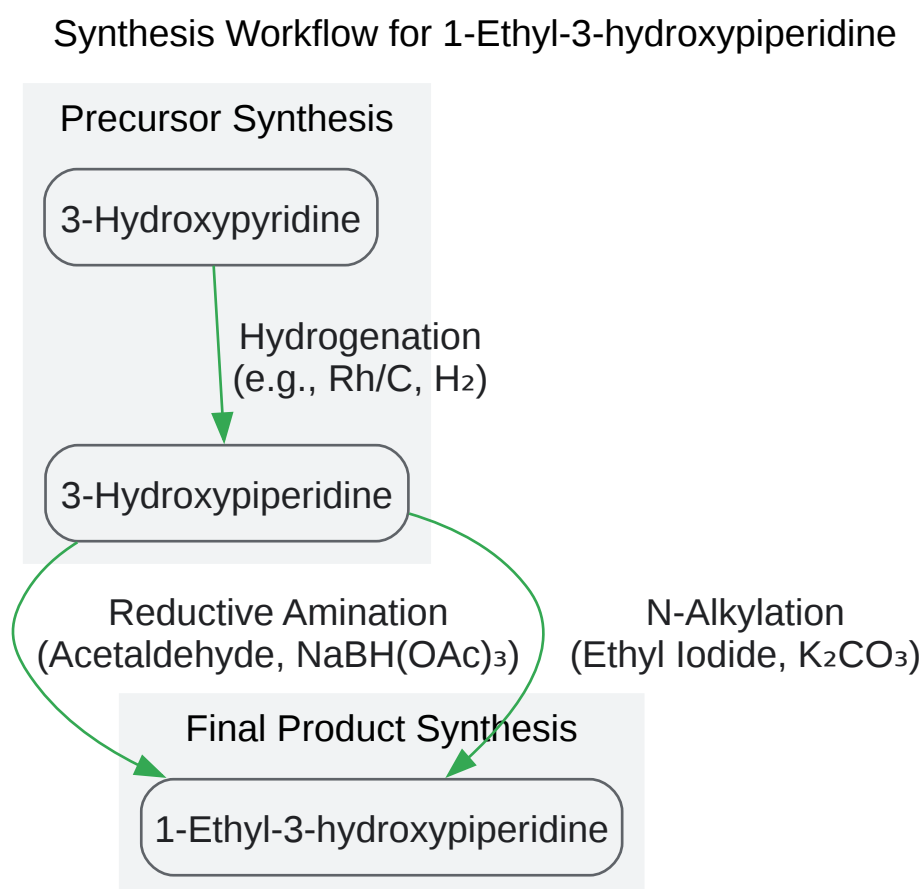 Synthesis Workflow for 1-Ethyl-3-hydroxypiperidine
Precursor Synthesis
3-Hydroxypyridine
Hydrogenation
(e.g., Rh/C, H₂)
3-Hydroxypiperidine
Reductive Amination
(Acetaldehyde, NaBH(OAc)₃)
N-Alkylation
(Ethyl Iodide, K₂CO₃)
Final Product Synthesis
1-Ethyl-3-hydroxypiperidine